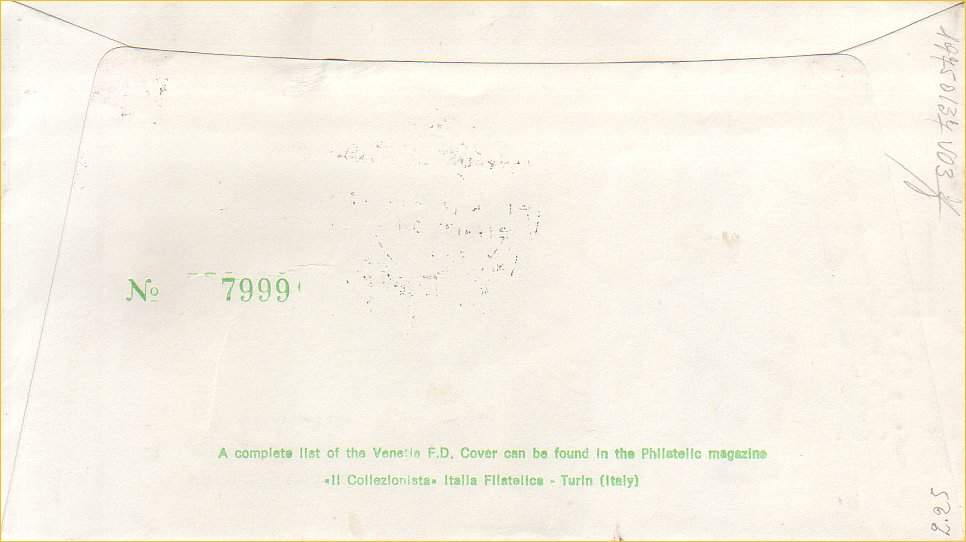 No 7999
A complete list of the Venetia F.D. Cover can be found in the Philatelic magazine
«Il Collezionista» Italia Filatelica - Turin (Italy)